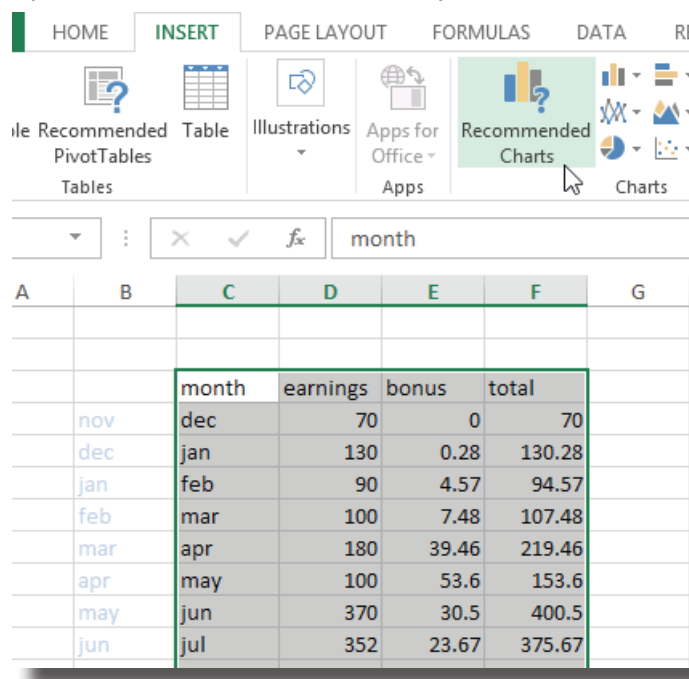 HOME INSERT PAGE LAYOUT FORMULAS DATA
Recommended PivotTables
Table
Illustrations
Apps for Office
Recommended Charts
Tables
Apps
Charts
fx month
A B C D E F G
month earnings bonus total
nov dec 70 0 70
dec jan 130 0.28 130.28
jan feb 90 4.57 94.57
feb mar 100 7.48 107.48
mar apr 180 39.46 219.46
apr may 100 53.6 153.6
may jun 370 30.5 400.5
jun jul 352 23.67 375.67